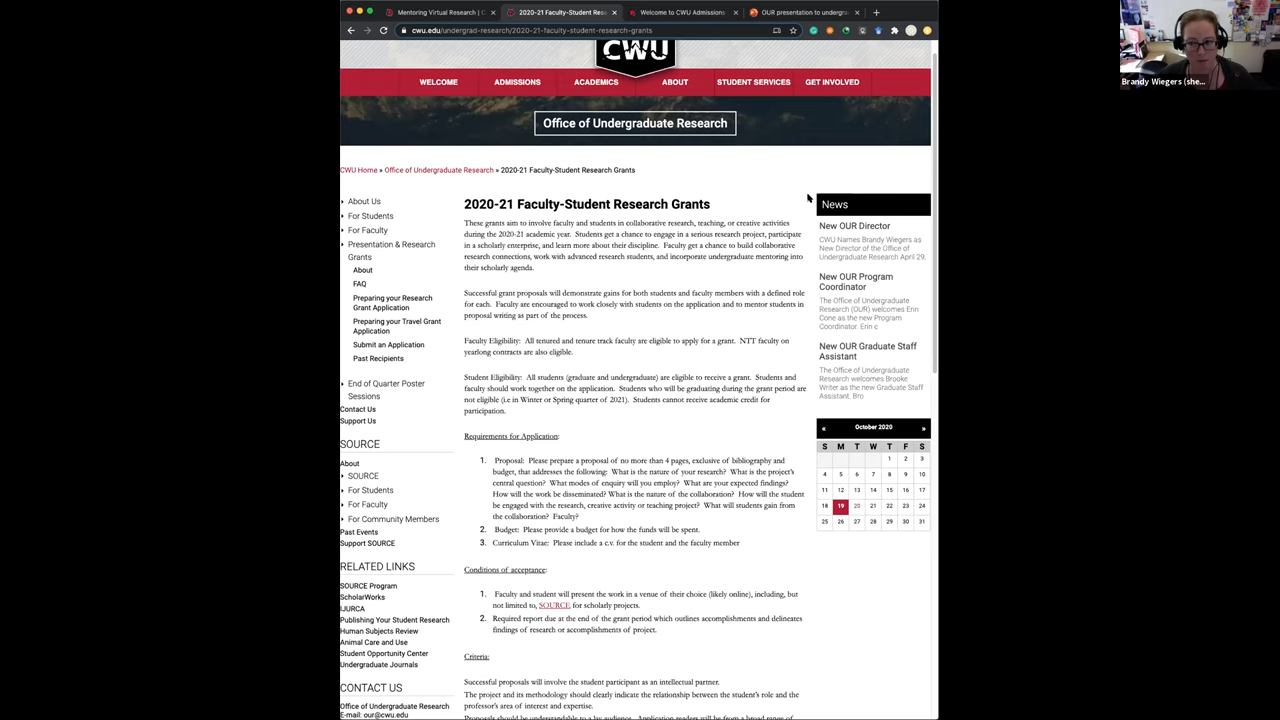 Mentoring Virtual Research | C
2020-21 Faculty-Student Rese
Welcome to CWU Admissions
OUR presentation to undergra
cwu.edu/undergrad-research/2020-21-faculty-student-research-grants
Brandy Wiegers (she...
CWU
WELCOME
ADMISSIONS
ACADEMICS
ABOUT
STUDENT SERVICES
GET INVOLVED
Office of Undergraduate Research
CWU Home » Office of Undergraduate Research » 2020-21 Faculty-Student Research Grants
About Us
For Students
For Faculty
Presentation & Research
Grants
About
FAQ
Preparing your Research
Grant Application
Preparing your Travel Grant
Application
Submit an Application
Past Recipients
End of Quarter Poster
Sessions
Contact Us
Support Us
SOURCE
About
SOURCE
For Students
For Faculty
For Community Members
Past Events
Support SOURCE
RELATED LINKS
SOURCE Program
ScholarWorks
IJURCA
Publishing Your Student Research
Human Subjects Review
Animal Care and Use
Student Opportunity Center
Undergraduate Journals
CONTACT US
Office of Undergraduate Research
E-mail: our@cwu.edu
2020-21 Faculty-Student Research Grants
These grants aim to involve faculty and students in collaborative research, teaching, or creative activities
during the 2020-21 academic year. Students get a chance to engage in a serious research project, participate
in a scholarly enterprise, and learn more about their discipline. Faculty get a chance to build collaborative
research connections, work with advanced research students, and incorporate undergraduate mentoring into
their scholarly agenda.
Successful grant proposals will demonstrate gains for both students and faculty members with a defined role
for each. Faculty are encouraged to work closely with students on the application and to mentor students in
proposal writing as part of the process.
Faculty Eligibility: All tenured and tenure track faculty are eligible to apply for a grant. NTT faculty on
yearlong contracts are also eligible.
Student Eligibility: All students (graduate and undergraduate) are eligible to receive a grant. Students and
faculty should work together on the application. Students who will be graduating during the grant period are
not eligible (i.e in Winter or Spring quarter of 2021). Students cannot receive academic credit for
participation.
Requirements for Application:
1. Proposal: Please prepare a proposal of no more than 4 pages, exclusive of bibliography and
budget, that addresses the following: What is the nature of your research? What is the project's
central question? What modes of enquiry will you employ? What are your expected findings?
How will the work be disseminated? What is the nature of the collaboration? How will the student
be engaged with the research, creative activity or teaching project? What will students gain from
the collaboration? Faculty?
2. Budget: Please provide a budget for how the funds will be spent.
3. Curriculum Vitae: Please include a c.v. for the student and the faculty member
Conditions of acceptance:
1. Faculty and student will present the work in a venue of their choice (likely online), including, but
not limited to, SOURCE for scholarly projects.
2. Required report due at the end of the grant period which outlines accomplishments and delineates
findings of research or accomplishments of project.
Criteria:
Successful proposals will involve the student participant as an intellectual partner.
The project and its methodology should clearly indicate the relationship between the student's role and the
professor's area of interest and expertise.
Proposals should be understandable to a lay audience. Application readers will be from a broad range of
News
New OUR Director
CWU Names Brandy Wiegers as
New Director of the Office of
Undergraduate Research April 29,
New OUR Program
Coordinator
The Office of Undergraduate
Research (OUR) welcomes Erin
Cone as the new Program
Coordinator. Erin c
New OUR Graduate Staff
Assistant
The Office of Undergraduate
Research welcomes Brooke
Writer as the new Graduate Staff
Assistant. Bro
« October 2020 »
S M T W T F S
1 2 3
4 5 6 7 8 9 10
11 12 13 14 15 16 17
18 19 20 21 22 23 24
25 26 27 28 29 30 31